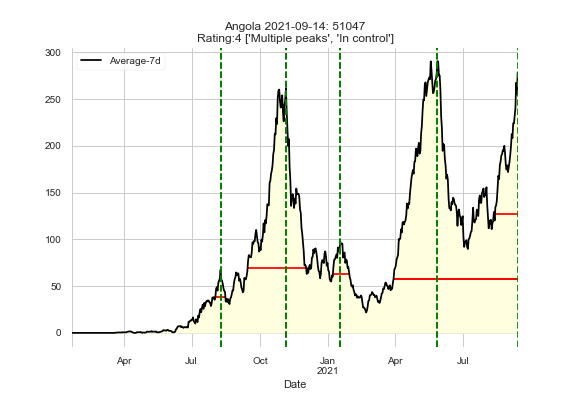 Angola 2021-09-14: 51047
Rating:4 ['Multiple peaks', 'In control']
300
250
200
150
100
50
0
Average-7d
Apr
Jul
Oct
Jan
2021
Apr
Jul
Date